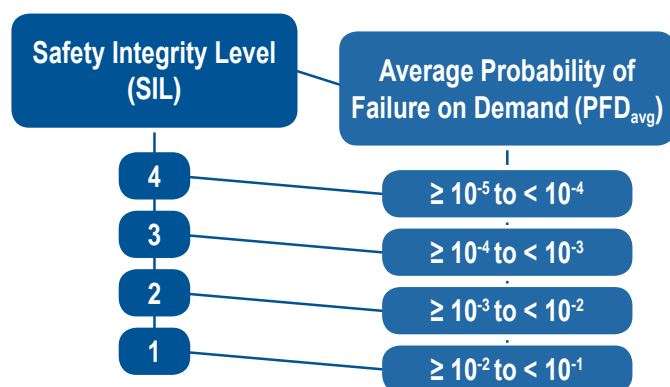 Safety Integrity Level
(SIL)
Average Probability of
Failure on Demand (PFDavg)
4
≥ 10⁻⁵ to < 10⁻⁴
3
≥ 10⁻⁴ to < 10⁻³
2
≥ 10⁻³ to < 10⁻²
1
≥ 10⁻² to < 10⁻¹